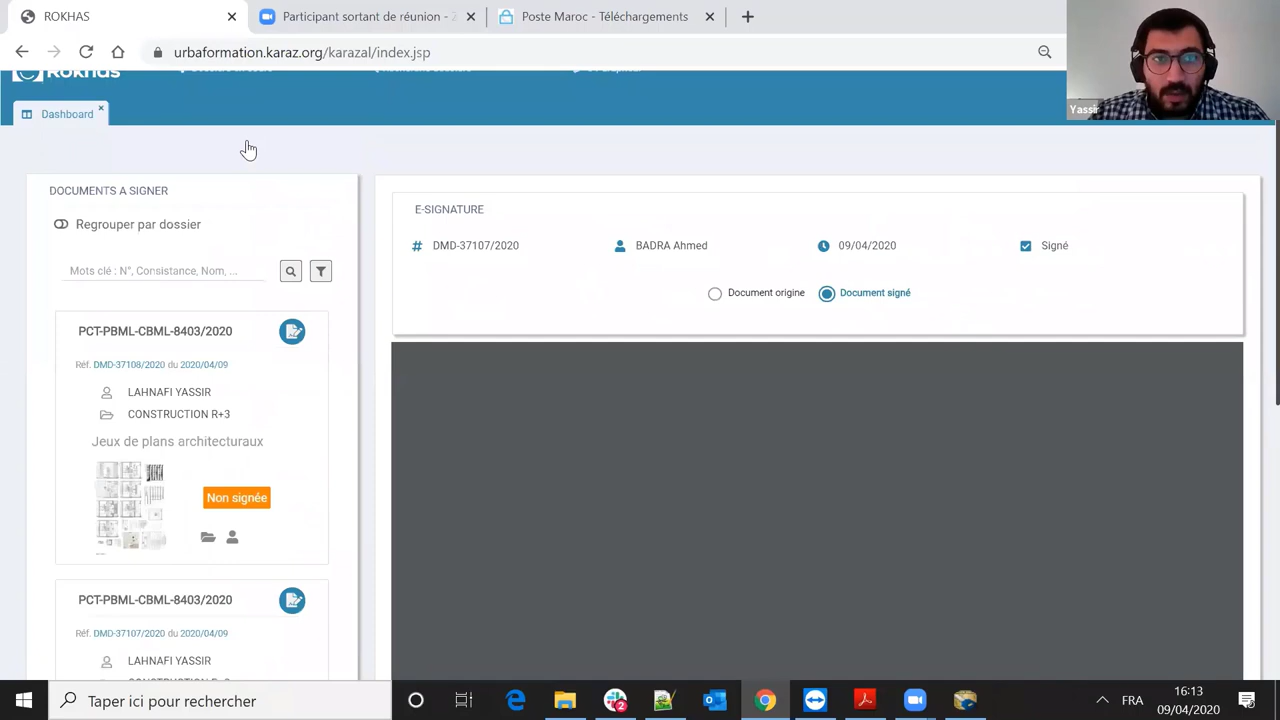 ROKHAS
Participant sortant de réunion - Z
Poste Maroc - Téléchargements
urbaformation.karaz.org/karazal/index.jsp
Rokhas
Dashboard
Yassir
DOCUMENTS A SIGNER
Regrouper par dossier
Mots clé : N°, Consistance, Nom, ...
PCT-PBML-CBML-8403/2020
Réf. DMD-37108/2020 du 2020/04/09
LAHNAFI YASSIR
CONSTRUCTION R+3
Jeux de plans architecturaux
Non signée
PCT-PBML-CBML-8403/2020
Réf. DMD-37107/2020 du 2020/04/09
LAHNAFI YASSIR
E-SIGNATURE
# DMD-37107/2020
BADRA Ahmed
09/04/2020
Signé
Document origine
Document signé
Taper ici pour rechercher
2
FRA
16:13
09/04/2020